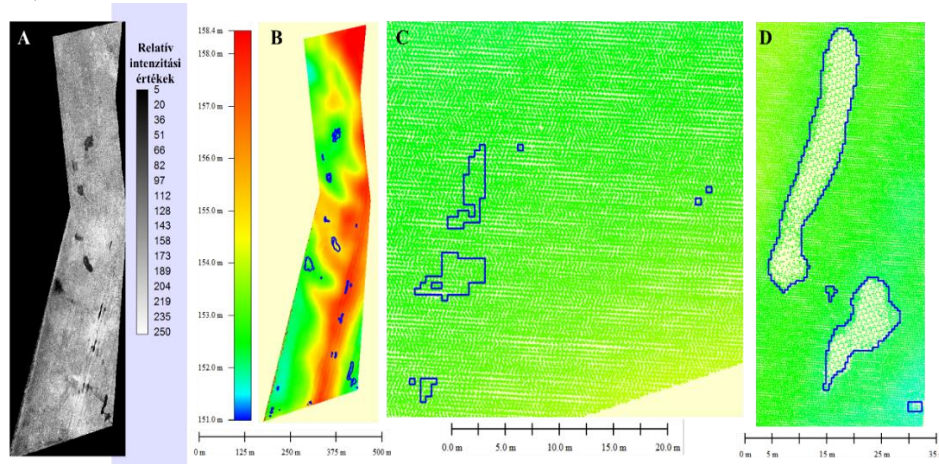 A
Relatív
intenzitási
értékek
5
20
36
51
66
82
97
112
128
143
158
173
189
204
219
235
250
B
158.4 m
158.0 m
157.0 m
156.0 m
155.0 m
154.0 m
153.0 m
152.0 m
151.0 m
0 m
125 m
250 m
375 m
500 m
C
0.0 m
5.0 m
10.0 m
15.0 m
20.0 m
D
0 m
5 m
15 m
25 m
35